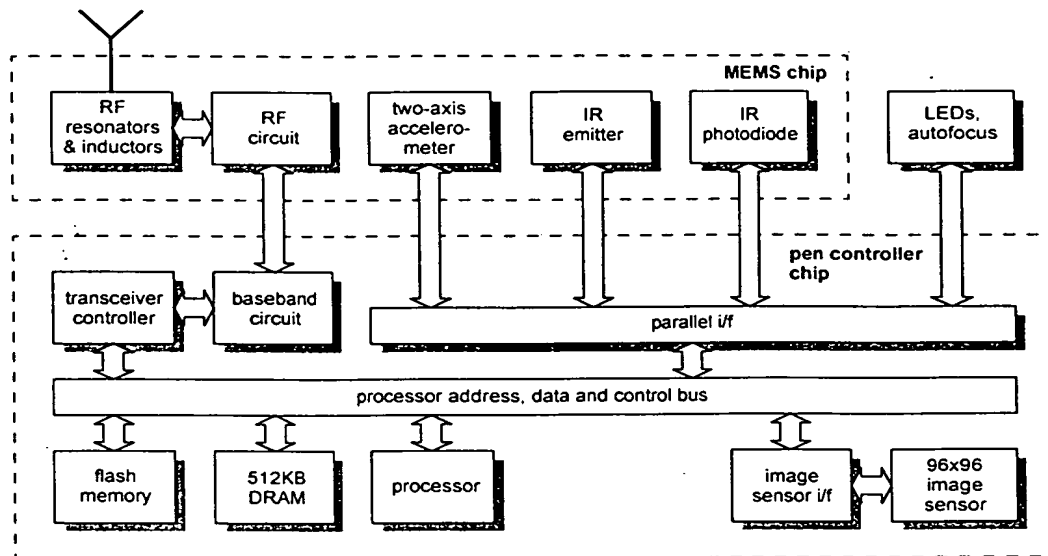 MEMS chip
RF
resonators
& inductors
RF
circuit
two-axis
accelero-
meter
IR
emitter
IR
photodiode
LEDs,
autofocus
pen controller
chip
transceiver
controller
baseband
circuit
parallel i/f
processor address, data and control bus
flash
memory
512KB
DRAM
processor
image
sensor i/f
96x96
image
sensor